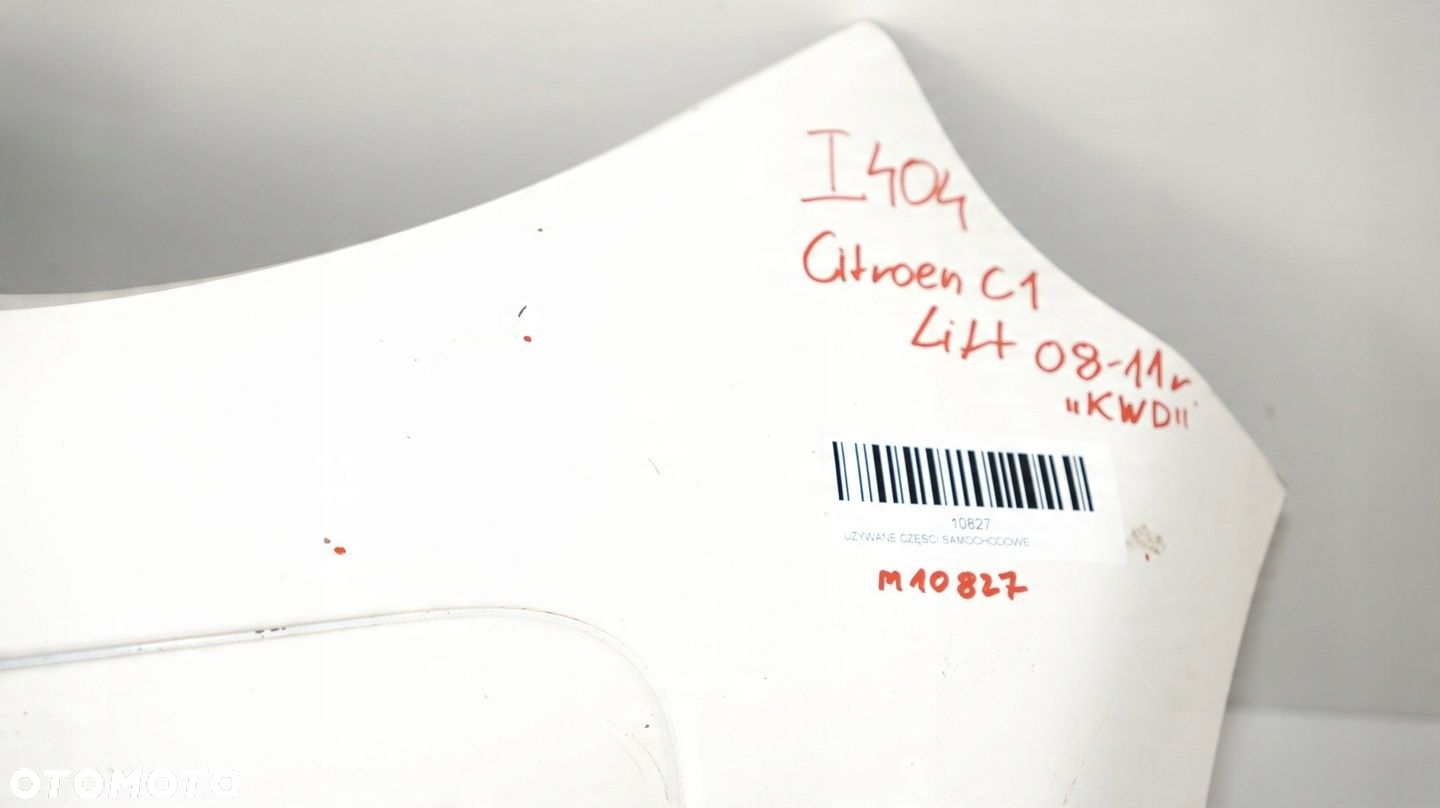 I404
Citroen C1
Lift 08-11r.
"KWD"
10827
UŻYWANE CZĘŚCI SAMOCHODOWE
M10827
OTOMOTO